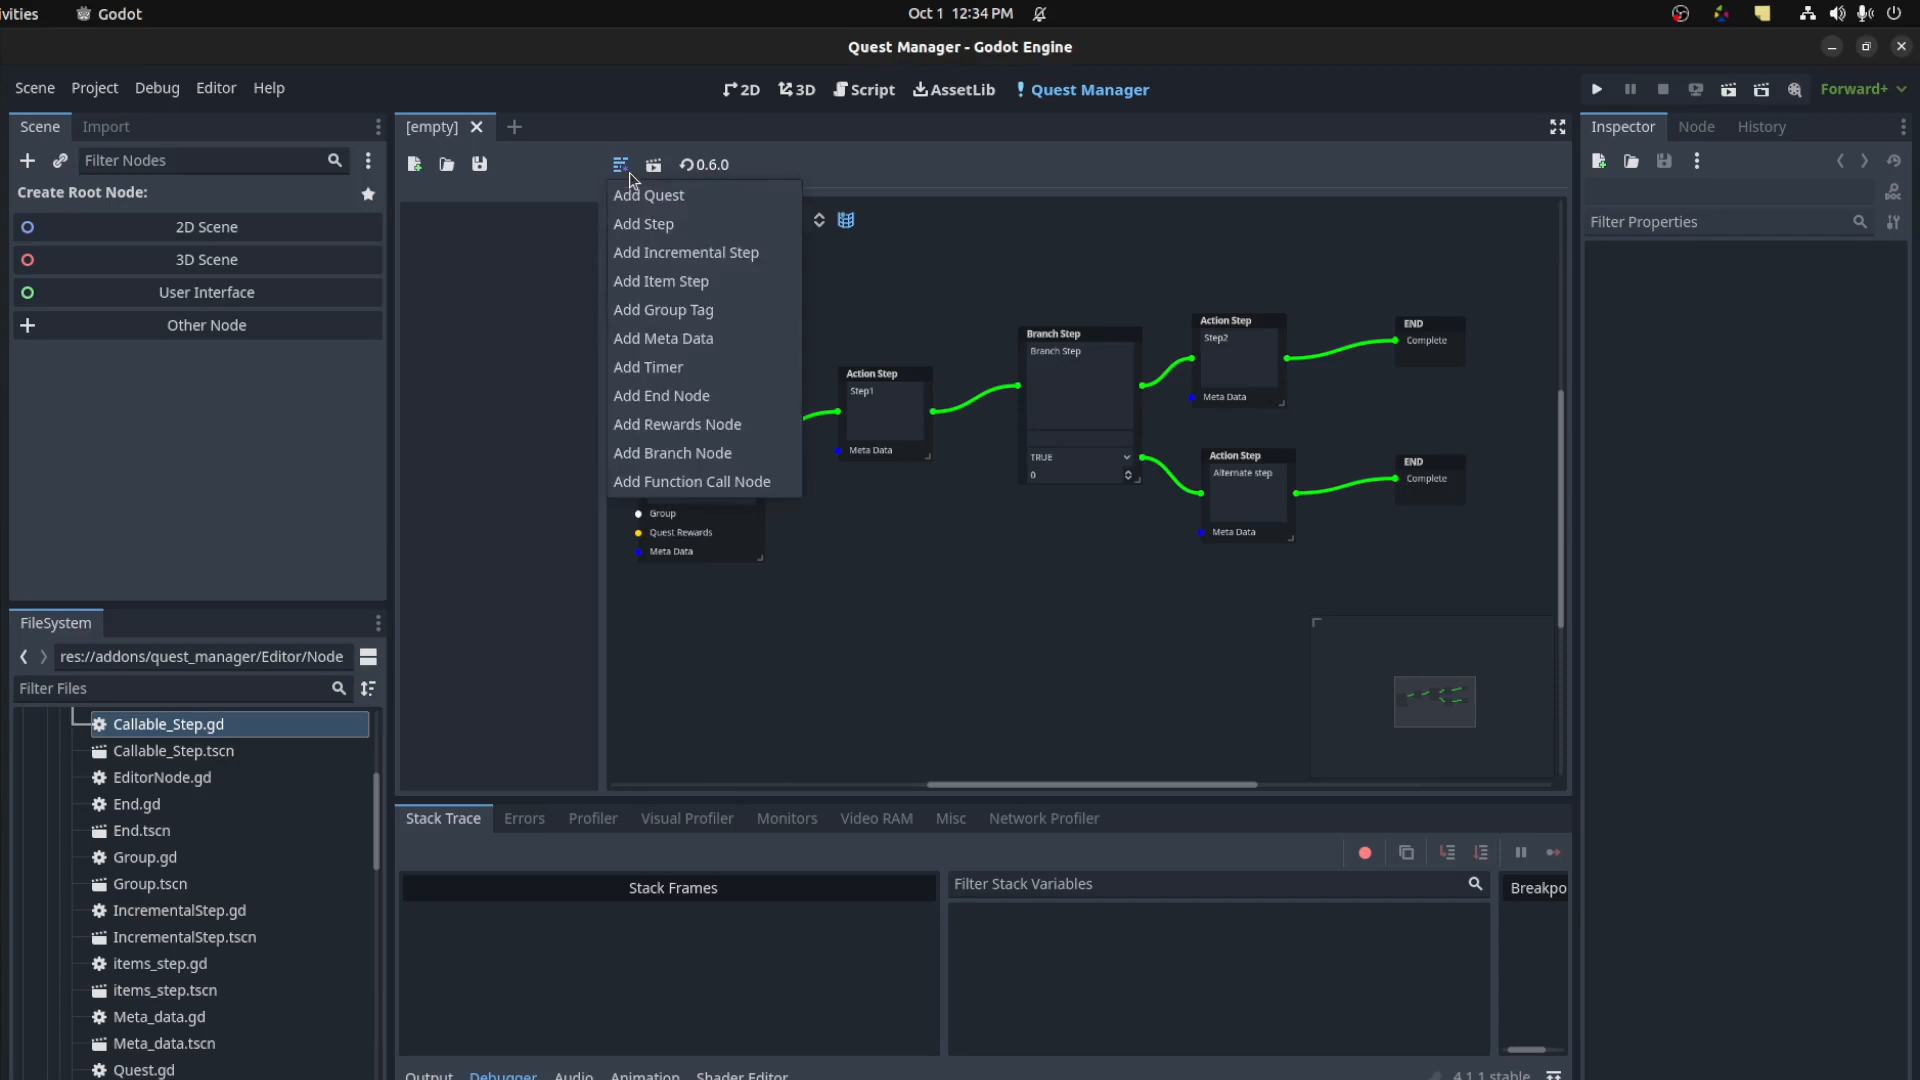 ivities
Godot
Oct 1 12:34 PM
Quest Manager - Godot Engine
Scene Project Debug Editor Help
2D 3D Script AssetLib Quest Manager
Forward+
Scene Import
[empty]
Inspector Node History
Filter Nodes
0.6.0
Create Root Node:
2D Scene
3D Scene
User Interface
Other Node
Add Quest
Add Step
Add Incremental Step
Add Item Step
Add Group Tag
Add Meta Data
Add Timer
Add End Node
Add Rewards Node
Add Branch Node
Add Function Call Node
Group
Quest Rewards
Meta Data
Action Step
Step1
Meta Data
Branch Step
Branch Step
TRUE
0
Action Step
Step2
Meta Data
END
Complete
Action Step
Alternate step
Meta Data
END
Complete
DOC
Filter Properties
FileSystem
res://addons/quest_manager/Editor/Node
Filter Files
Callable_Step.gd
Callable_Step.tscn
EditorNode.gd
End.gd
End.tscn
Group.gd
Group.tscn
IncrementalStep.gd
IncrementalStep.tscn
items_step.gd
items_step.tscn
Meta_data.gd
Meta_data.tscn
Quest.gd
Stack Trace Errors Profiler Visual Profiler Monitors Video RAM Misc Network Profiler
Stack Frames
Filter Stack Variables
Breakpo
Output Debugger Audio Animation Shader Editor
4.1.1.stable